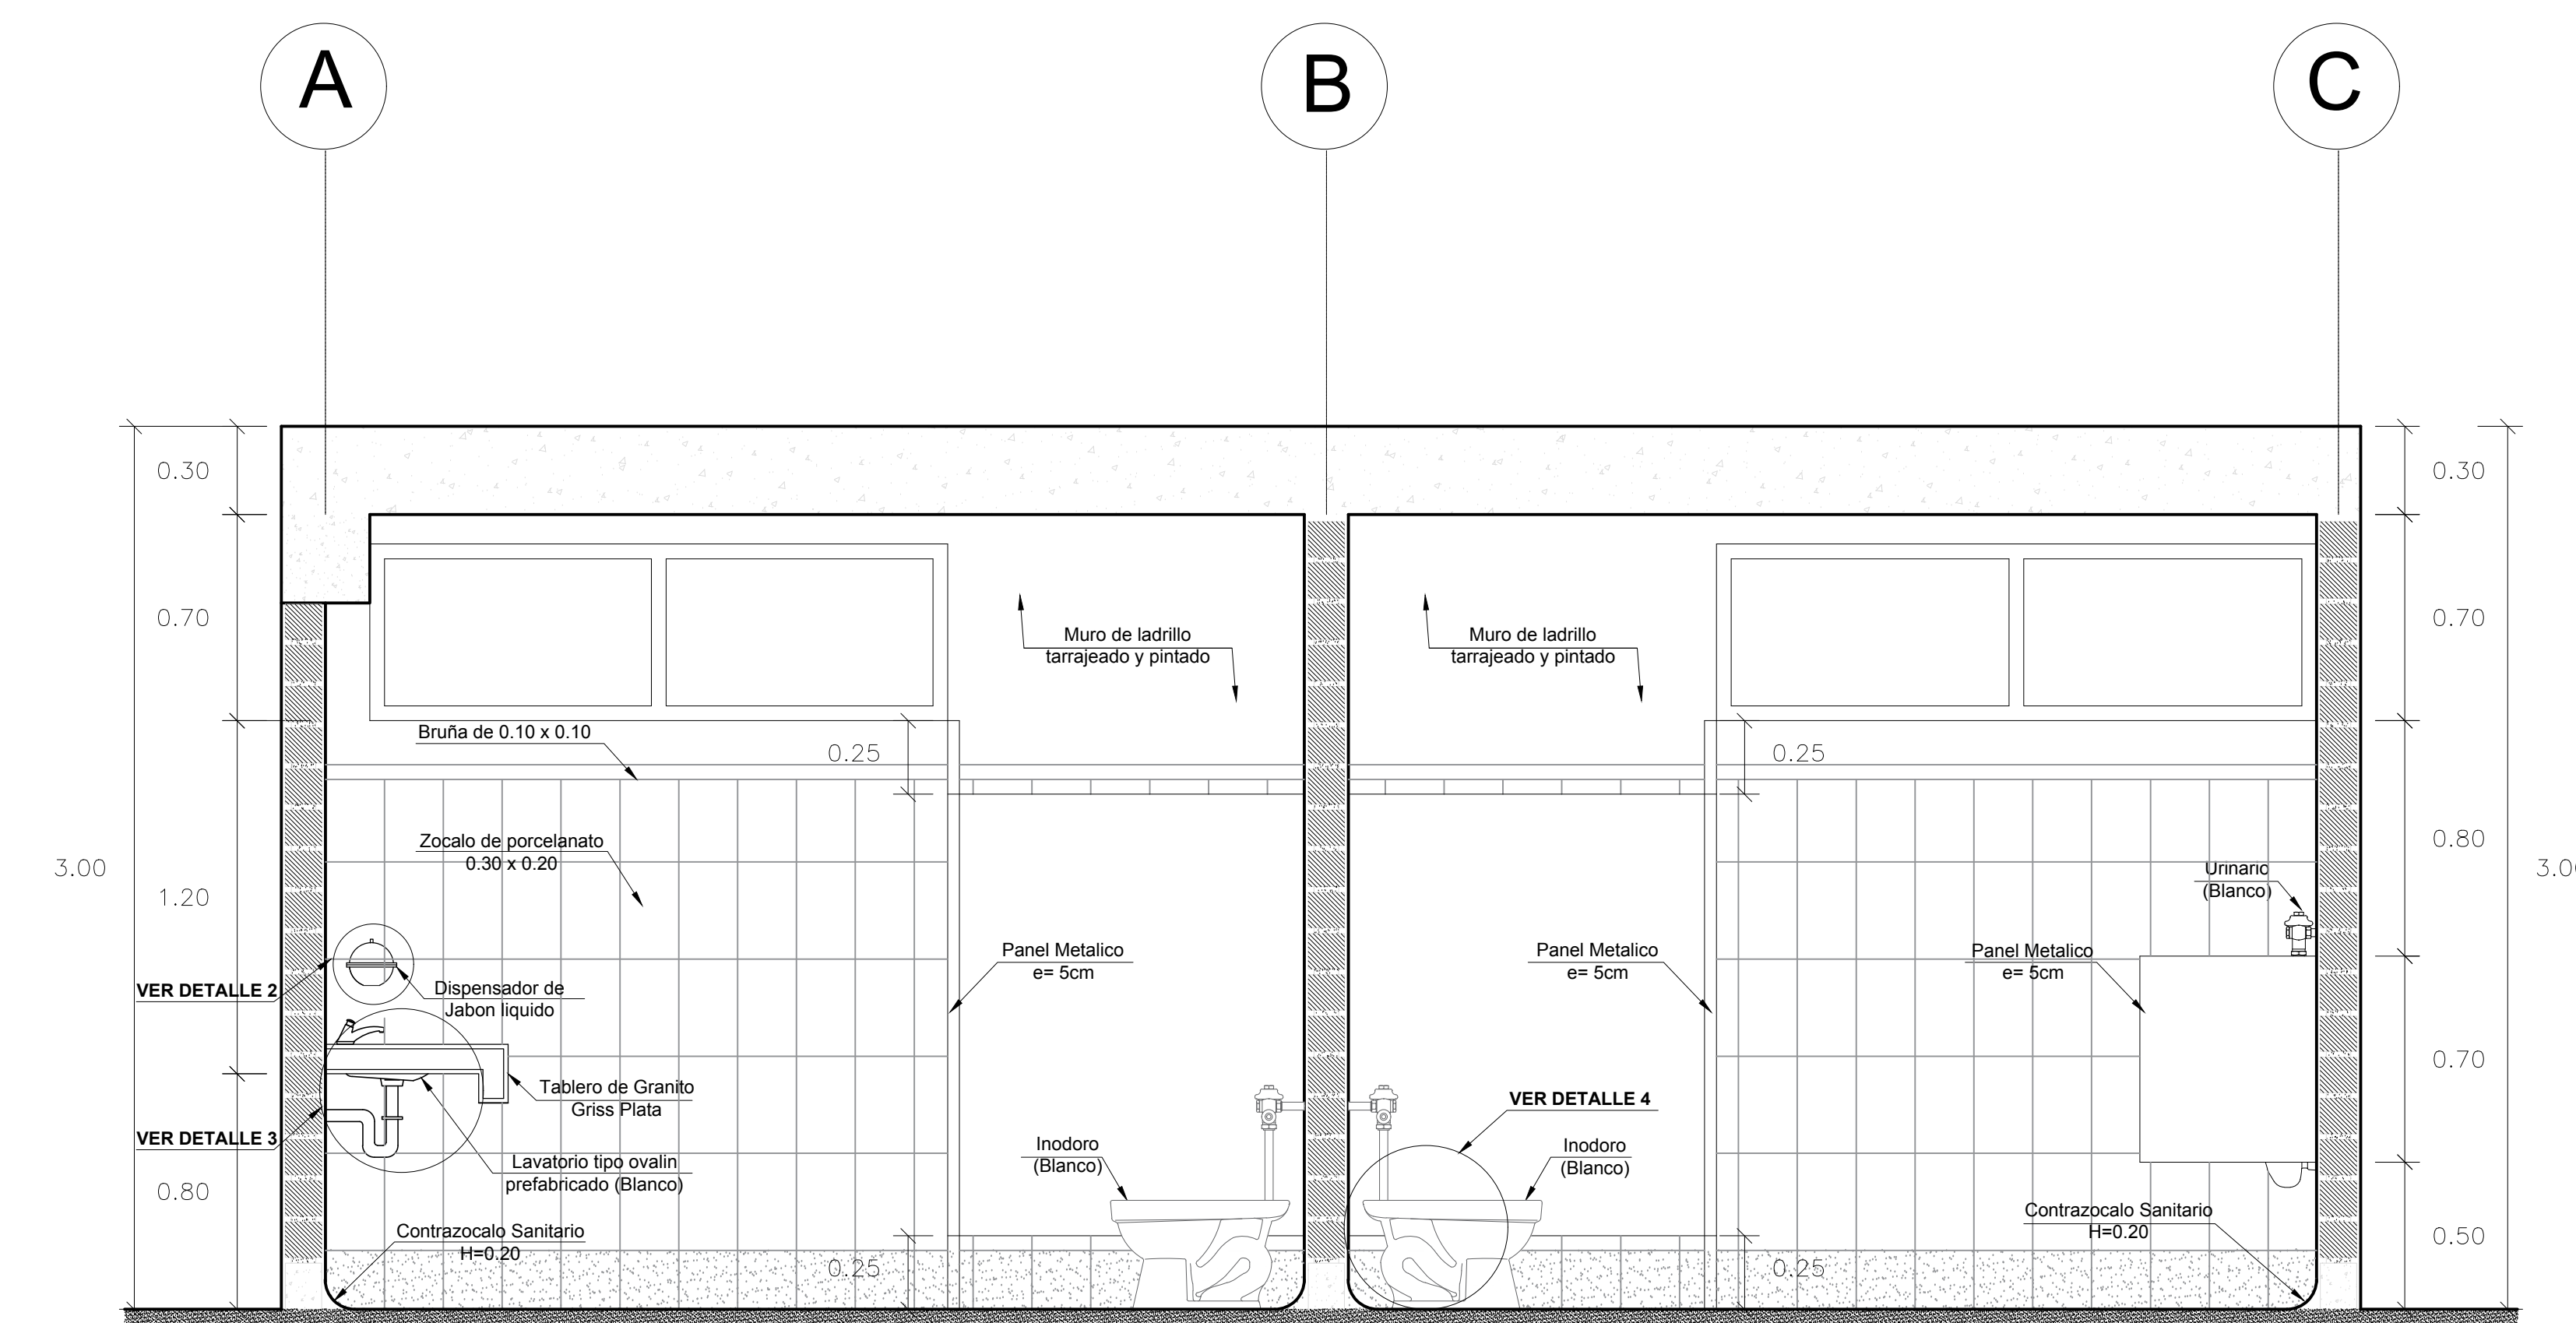 A
B
C
0.30
0.30
0.70
Muro de ladrillo
tarrajeado y pintado
Muro de ladrillo
tarrajeado y pintado
0.70
Bruña de 0.10 x 0.10
0.25
0.25
Zocalo de porcelanato
0.30 x 0.20
0.80
3.00
1.20
Urinario
(Blanco)
Panel Metalico
e= 5cm
Panel Metalico
e= 5cm
Panel Metalico
e= 5cm
VER DETALLE 2
Dispensador de
Jabon liquido
Tablero de Granito
Griss Plata
VER DETALLE 4
0.70
VER DETALLE 3
Inodoro
(Blanco)
Inodoro
(Blanco)
Lavatorio tipo ovalin
prefabricado (Blanco)
0.80
Contrazocalo Sanitario
H=0.20
Contrazocalo Sanitario
H=0.20
0.50
0.25
0.25